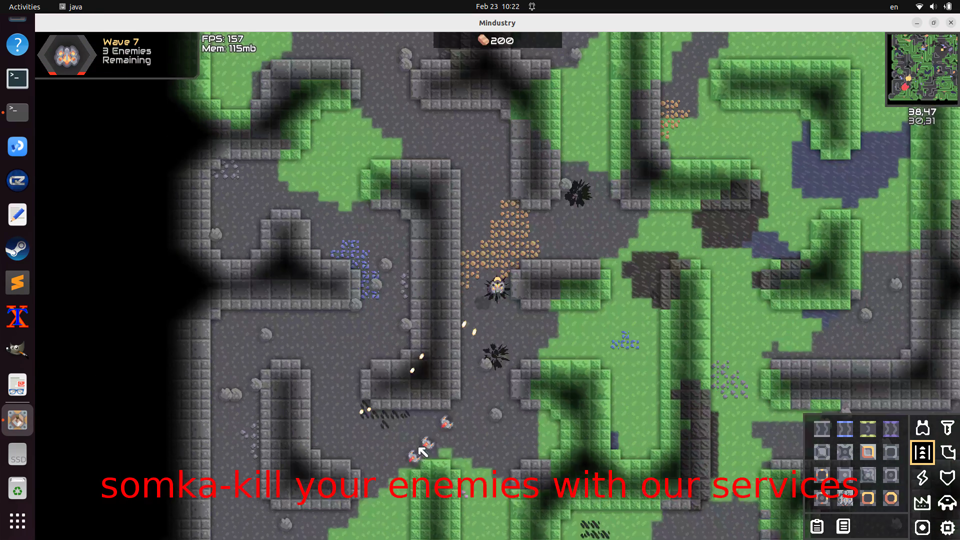 Activities
java
Feb 23 10:22
en
Mindustry
Wave 7
3 Enemies
Remaining
FPS: 157
Mem: 115mb
200
38,47
30,31
SSD
somka-kill your enemies with our services